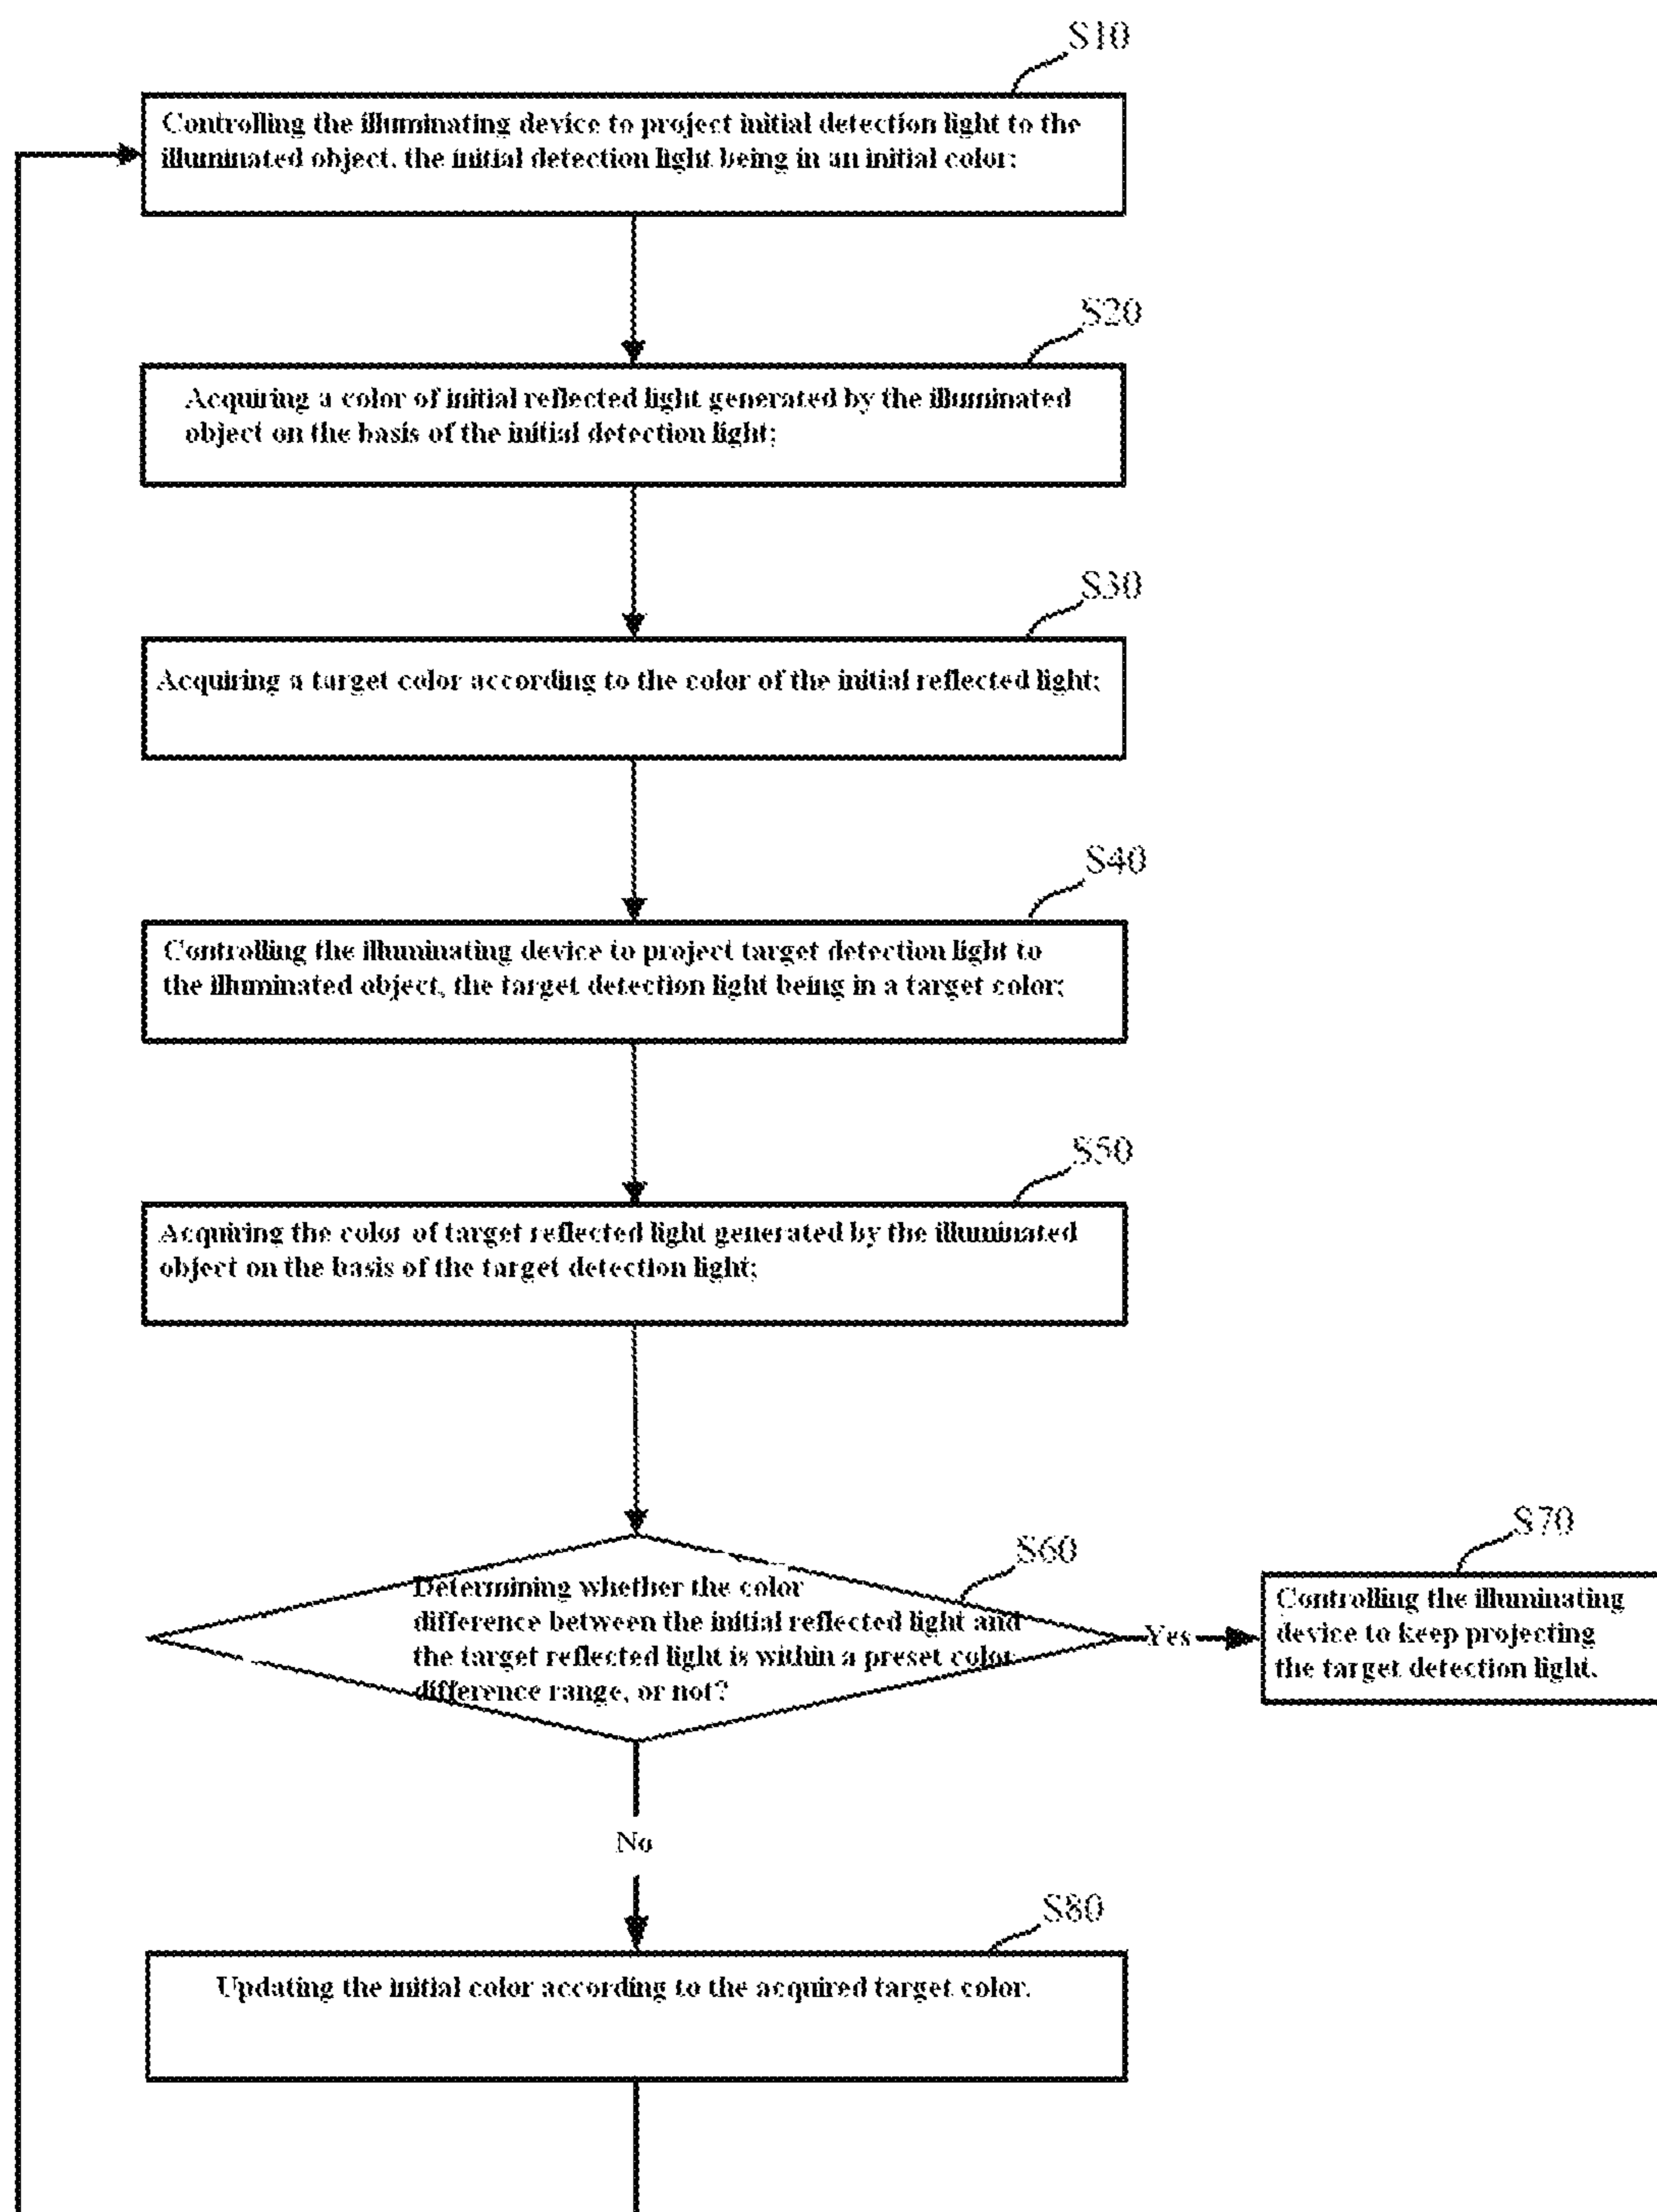 S10
Controlling the illuminating device to project initial detection light to the
illuminated object, the initial detection light being in an initial color;
S20
Acquiring a color of initial reflected light generated by the illuminated
object on the basis of the initial detection light;
S30
Acquiring a target color according to the color of the initial reflected light;
S40
Controlling the illuminating device to project target detection light to
the illuminated object, the target detection light being in a target color;
S50
Acquiring the color of target reflected light generated by the illuminated
object on the basis of the target detection light;
S60
Determining whether the color
difference between the initial reflected light and
the target reflected light is within a preset color
difference range, or not?
Yes
S70
Controlling the illuminating
device to keep projecting
the target detection light.
No
S80
Updating the initial color according to the acquired target color.